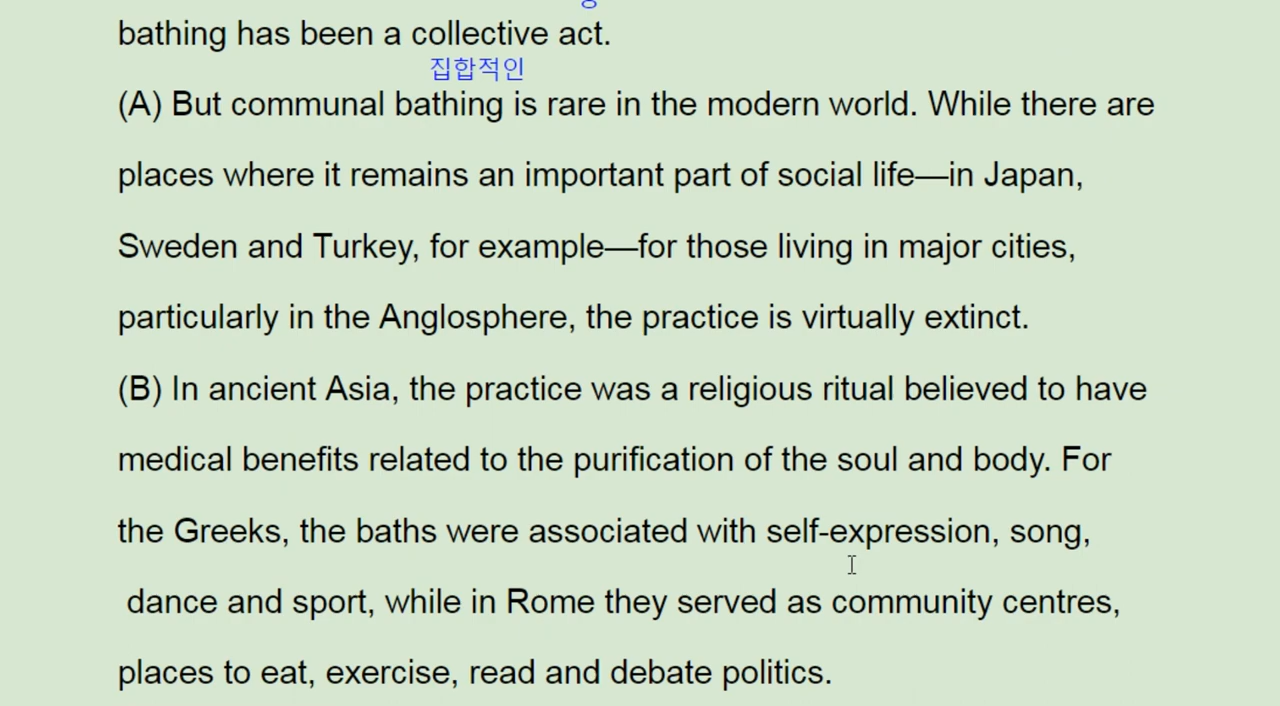 bathing has been a collective act.
집합적인
(A) But communal bathing is rare in the modern world. While there are
places where it remains an important part of social life—in Japan,
Sweden and Turkey, for example—for those living in major cities,
particularly in the Anglosphere, the practice is virtually extinct.
(B) In ancient Asia, the practice was a religious ritual believed to have
medical benefits related to the purification of the soul and body. For
the Greeks, the baths were associated with self-expression, song,
dance and sport, while in Rome they served as community centres,
places to eat, exercise, read and debate politics.